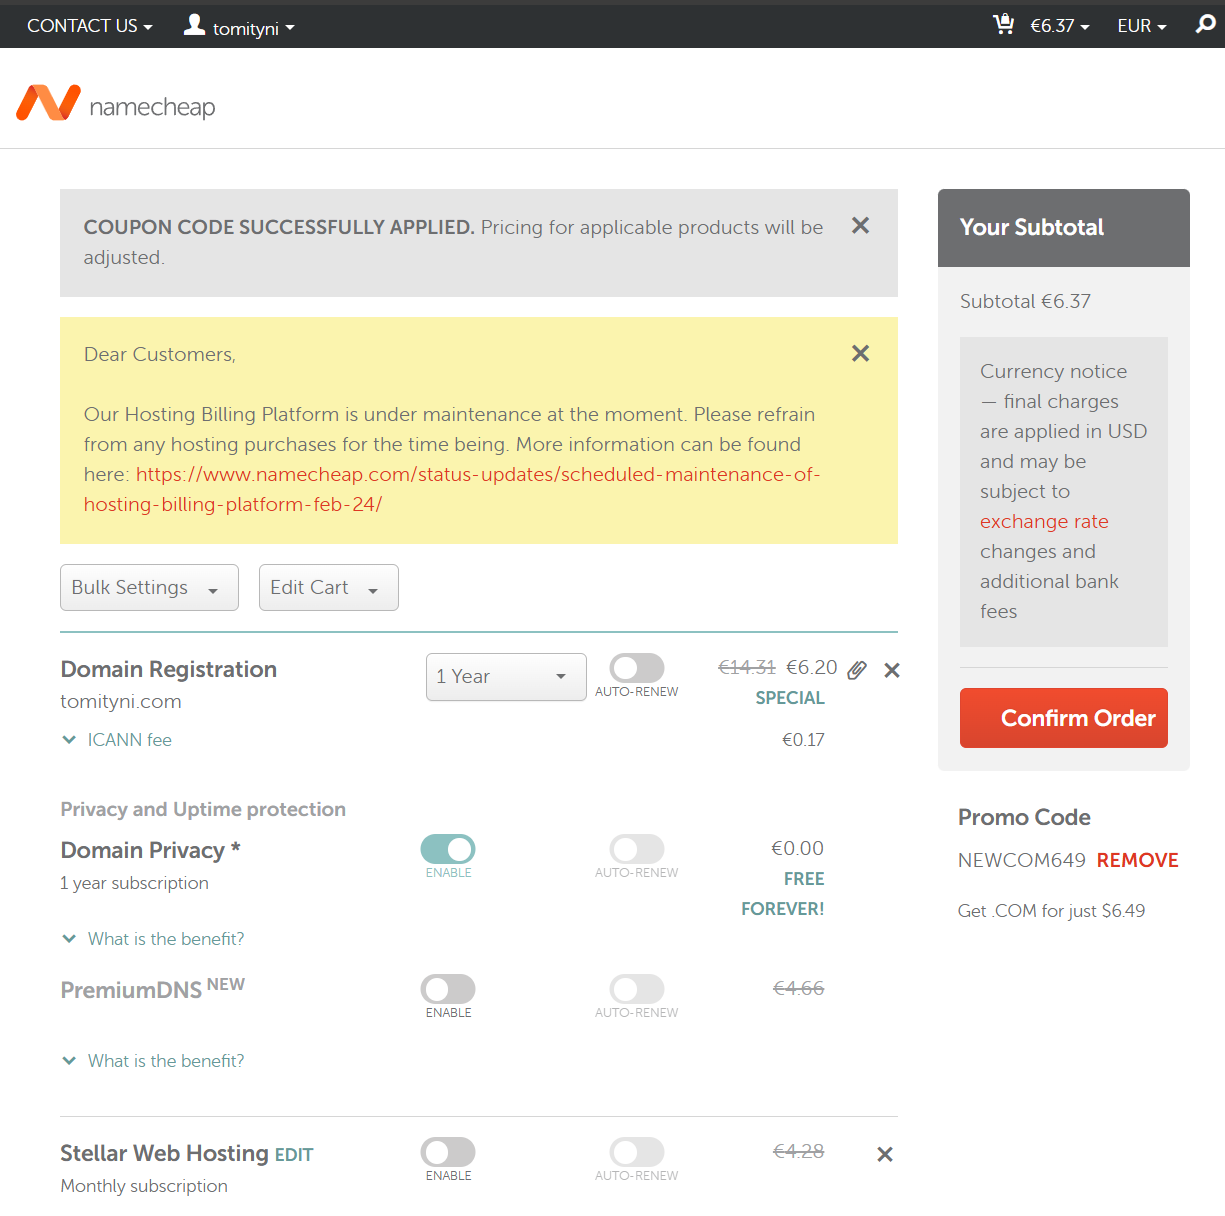 CONTACT US
tomityni
€6.37
EUR
namecheap
COUPON CODE SUCCESSFULLY APPLIED. Pricing for applicable products will be
adjusted.
Dear Customers,
Our Hosting Billing Platform is under maintenance at the moment. Please refrain
from any hosting purchases for the time being. More information can be found
here: https://www.namecheap.com/status-updates/scheduled-maintenance-of-
hosting-billing-platform-feb-24/
Bulk Settings
Edit Cart
Domain Registration
1 Year
AUTO-RENEW
€14.31 €6.20
tomityni.com
SPECIAL
ICANN fee
€0.17
Privacy and Uptime protection
Domain Privacy *
ENABLE
AUTO-RENEW
€0.00
1 year subscription
FREE
FOREVER!
What is the benefit?
PremiumDNS NEW
ENABLE
AUTO-RENEW
€4.66
What is the benefit?
Stellar Web Hosting EDIT
ENABLE
AUTO-RENEW
€4.28
Monthly subscription
Your Subtotal
Subtotal €6.37
Currency notice
— final charges
are applied in USD
and may be
subject to
exchange rate
changes and
additional bank
fees
Confirm Order
Promo Code
NEWCOM649 REMOVE
Get .COM for just $6.49